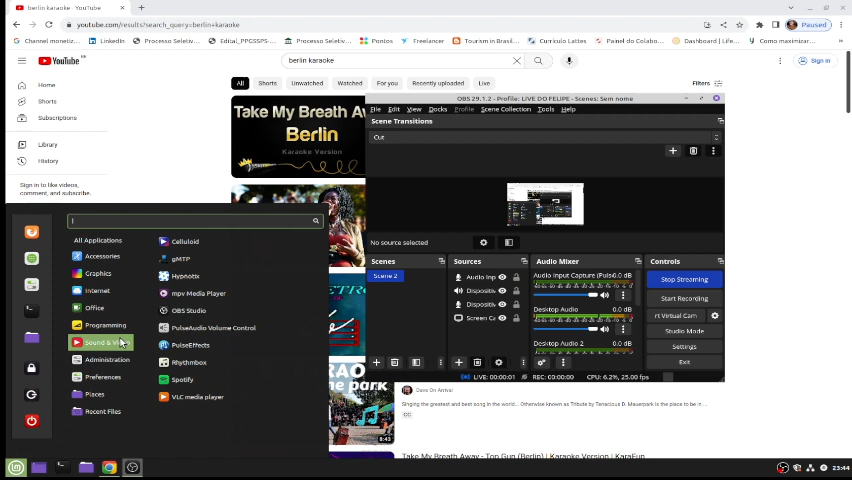 berlin karaoke - YouTube
youtube.com/results?search_query=berlin+karaoke
Paused
Channel monetiz...
LinkedIn
Processo Seletiv...
Edital_PPGSSPS-...
Processo Seletiv...
Pontos
Freelancer
Tourism in Brasil...
Curriculo Lattes
Painel do Colabo...
Dashboard | Life...
Como maximizar...
YouTube
berlin karaoke
Sign in
Home
Shorts
Subscriptions
Library
History
Sign in to like videos,
comment, and subscribe.
All
Shorts
Unwatched
Watched
For you
Recently uploaded
Live
Filters
Take My Breath Away
Berlin
Karaoke Version
OBS 29.1.2 - Profile: LIVE DO FELIPE - Scenes: Sem nome
File Edit View Docks Profile Scene Collection Tools Help
Scene Transitions
Cut
No source selected
Scenes
Scene 2
Sources
Audio Inp
Dispositiv
Dispositiv
Screen Ca
Audio Mixer
Audio Input Capture (Puls 0.0 dB
Desktop Audio 0.0 dB
Desktop Audio 2 0.0 dB
Controls
Stop Streaming
Start Recording
rt Virtual Cam
Studio Mode
Settings
Exit
LIVE: 00:00:01
REC: 00:00:00
CPU: 6.2%, 25.00 fps
All Applications
Accessories
Graphics
Internet
Office
Programming
Sound & Vi
Administration
Preferences
Places
Recent Files
Celluloid
gMTP
Hypnotix
mpv Media Player
OBS Studio
PulseAudio Volume Control
PulseEffects
Rhythmbox
Spotify
VLC media player
8:43
Dave On Arrival
Singing the greatest and best song in the world... Otherwise known as Tribute by Tenacious D. Mauerpark is the place to be in ...
CC
Take My Breath Away - Top Gun (Berlin) | Karaoke Version | KaraFun
23:44